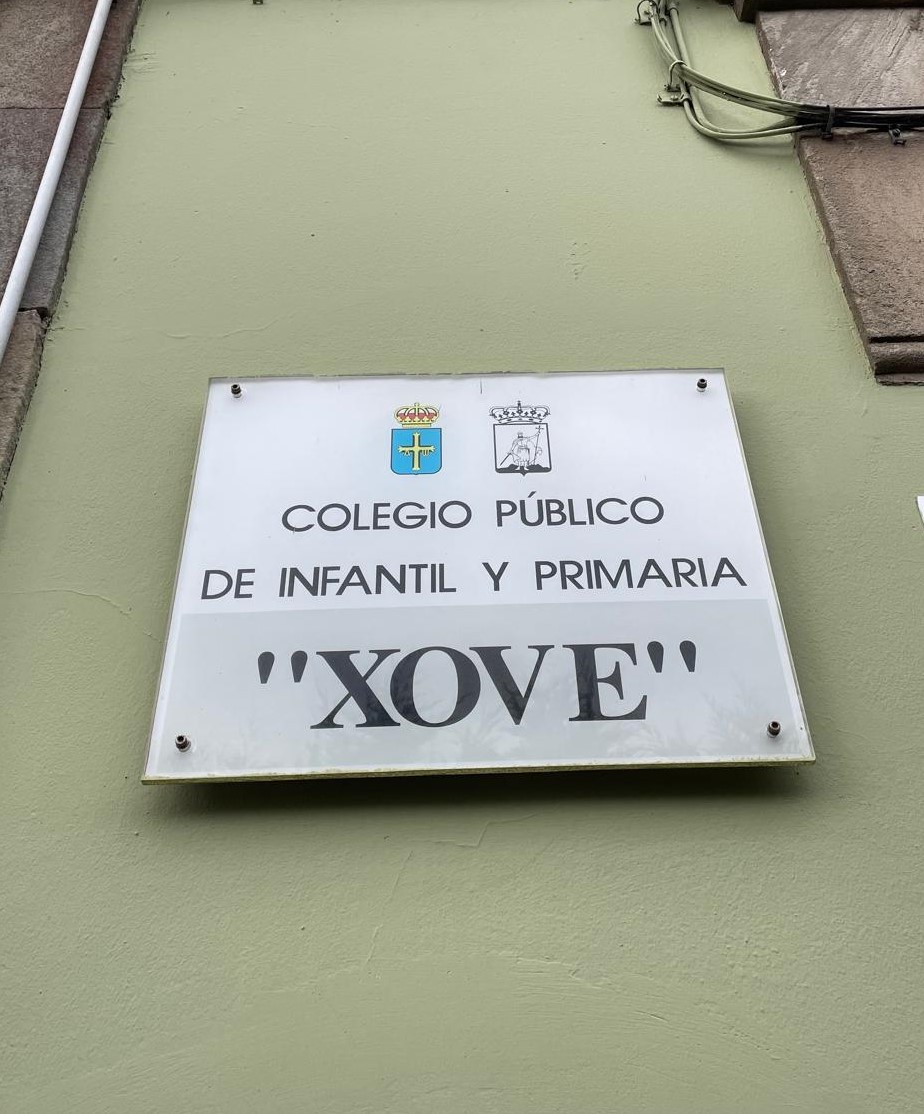 COLEGIO PÚBLICO
DE INFANTIL Y PRIMARIA
"XOVE"